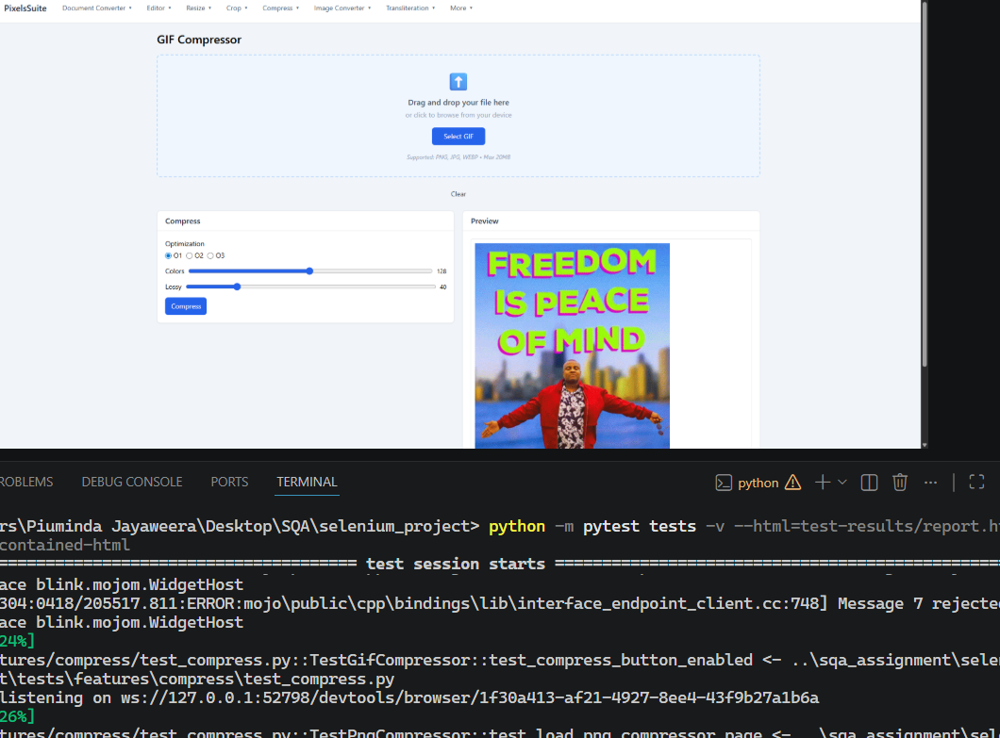 PixelsSuite Document Converter Editor Resize Crop Compress Image Converter Transliteration More
GIF Compressor
Drag and drop your file here
or click to browse from your device
Select GIF
Supported: PNG, JPG, WEBP • Max 20MB
Clear
Compress
Optimization
O1 O2 O3
Colors 128
Lossy 40
Compress
Preview
FREEDOM
IS PEACE
OF MIND
ROBLEMS DEBUG CONSOLE PORTS TERMINAL python
rs\Piuminda Jayaweera\Desktop\SQA\selenium_project> python -m pytest tests -v --html=test-results/report.h
contained-html
===================================== test session starts =====================================
ace blink.mojom.WidgetHost
304:0418/205517.811:ERROR:mojo\public\cpp\bindings\lib\interface_endpoint_client.cc:748] Message 7 rejecte
ace blink.mojom.WidgetHost
24%]
tures/compress/test_compress.py::TestGifCompressor::test_compress_button_enabled <- ..\sqa_assignment\sele
t\tests\features\compress\test_compress.py
listening on ws://127.0.0.1:52798/devtools/browser/1f30a413-af21-4927-8ee4-43f9b27a1b6a
26%]
tures/compress/test_compress.py::TestPngCompressor::test_load_png_compressor_page <- ..\sqa_assignment\sele